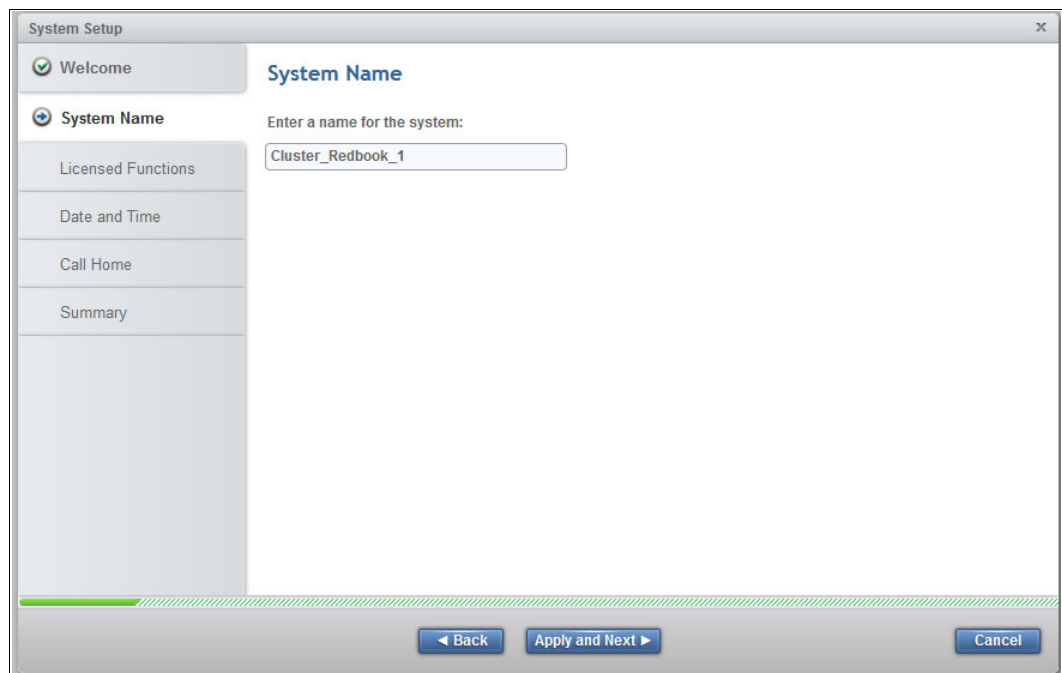 System Setup
x
Welcome
System Name
Licensed Functions
Date and Time
Call Home
Summary
System Name
Enter a name for the system:
Cluster_Redbook_1
◄ Back
Apply and Next ►
Cancel